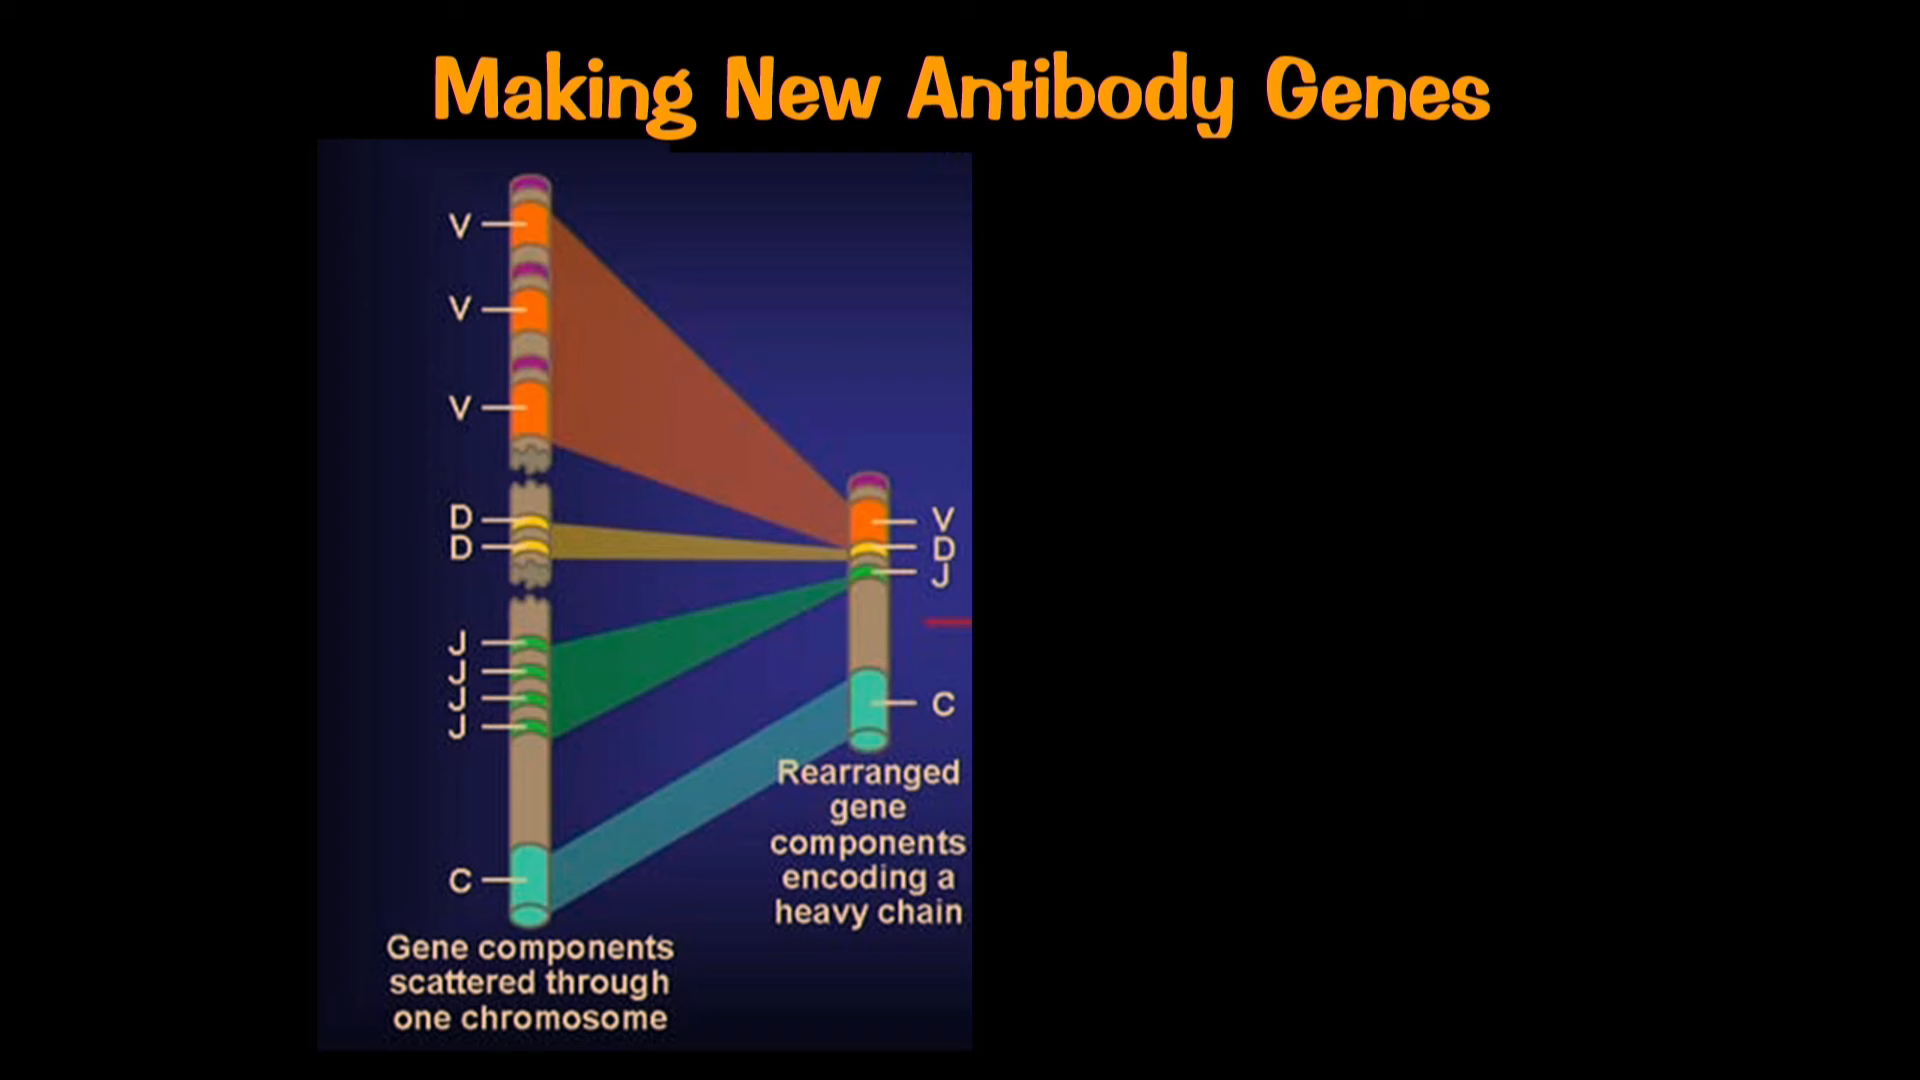 Making New Antibody Genes
V
V
V
D
D
J
J
J
J
C
Gene components
scattered through
one chromosome
V
D
J
C
Rearranged
gene
components
encoding a
heavy chain